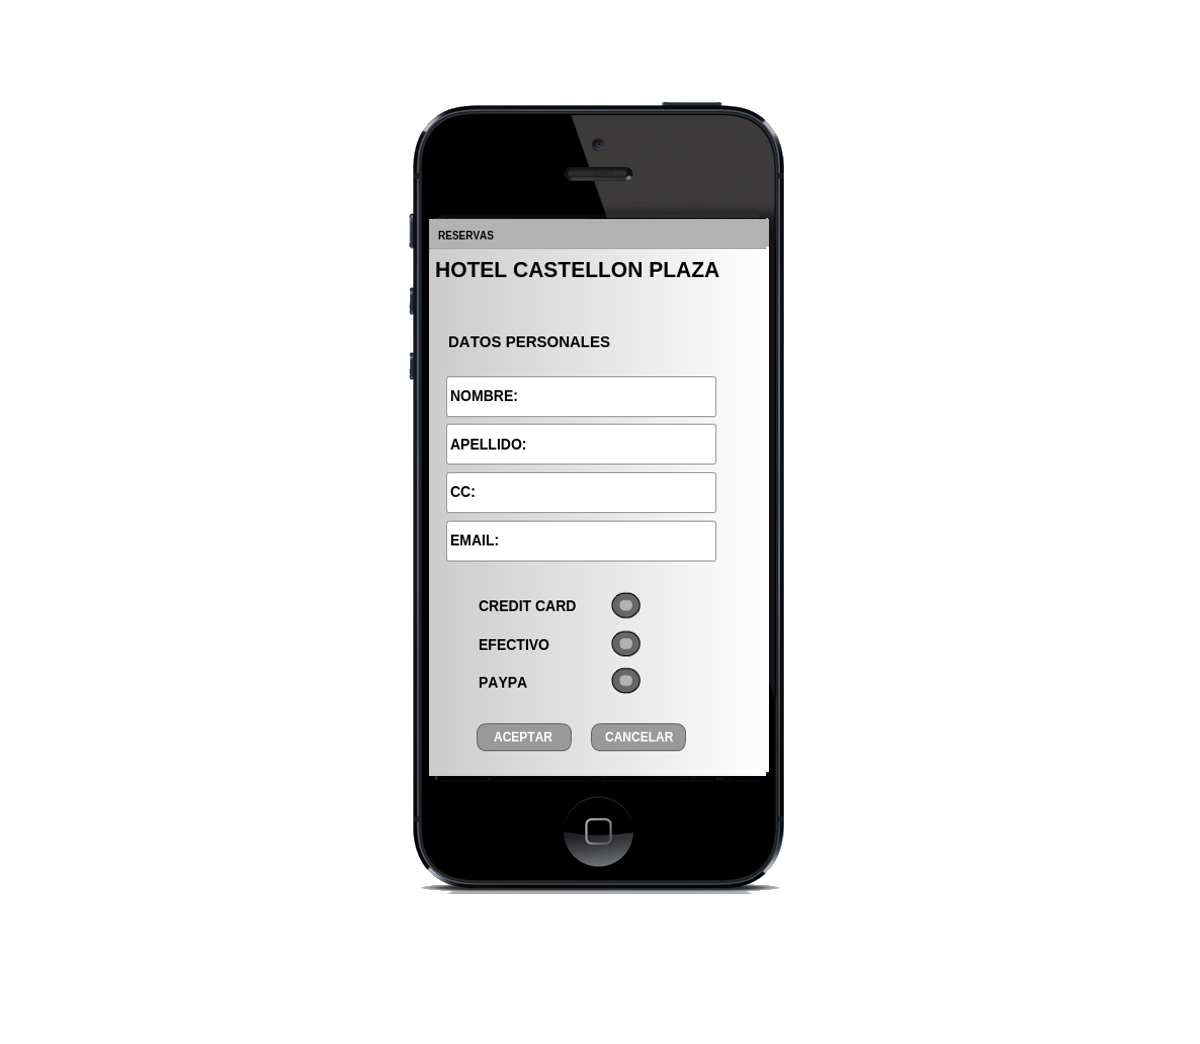 RESERVAS
HOTEL CASTELLON PLAZA
DATOS PERSONALES
NOMBRE:
APELLIDO:
CC:
EMAIL:
CREDIT CARD
EFECTIVO
PAYPA
ACEPTAR CANCELAR